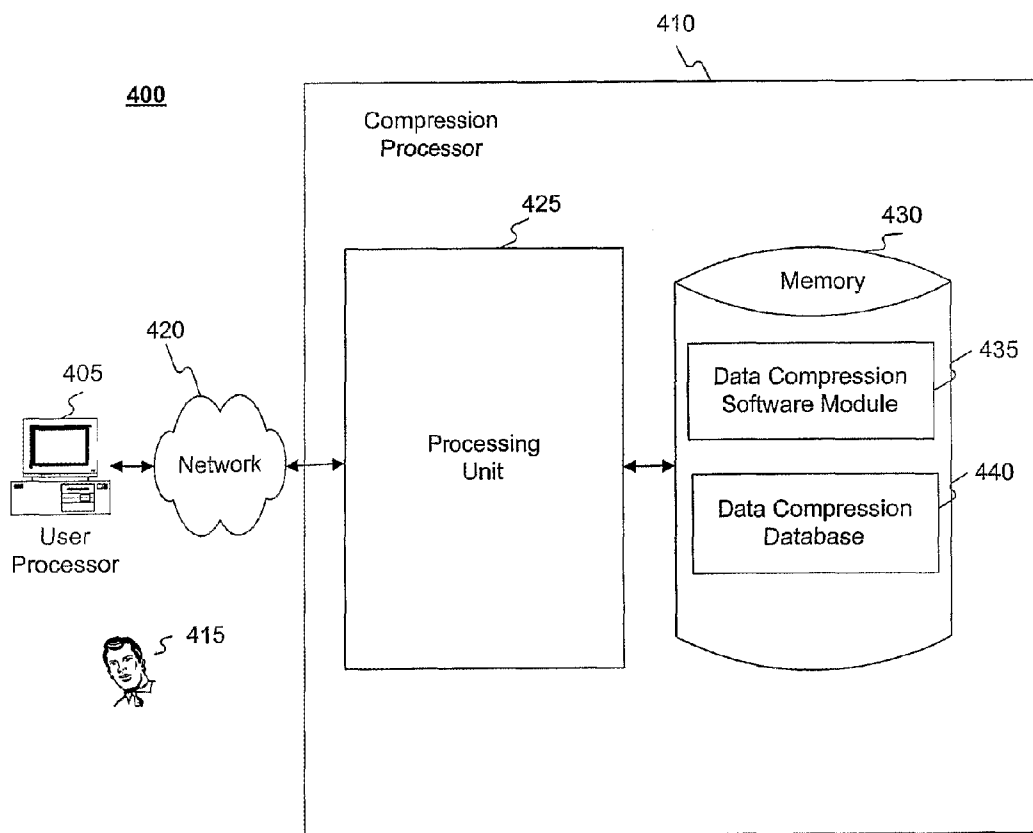 410
400
Compression
Processor
425
430
Memory
420
435
405
Data Compression
Software Module
Network
Processing
Unit
440
Data Compression
Database
User
Processor
415